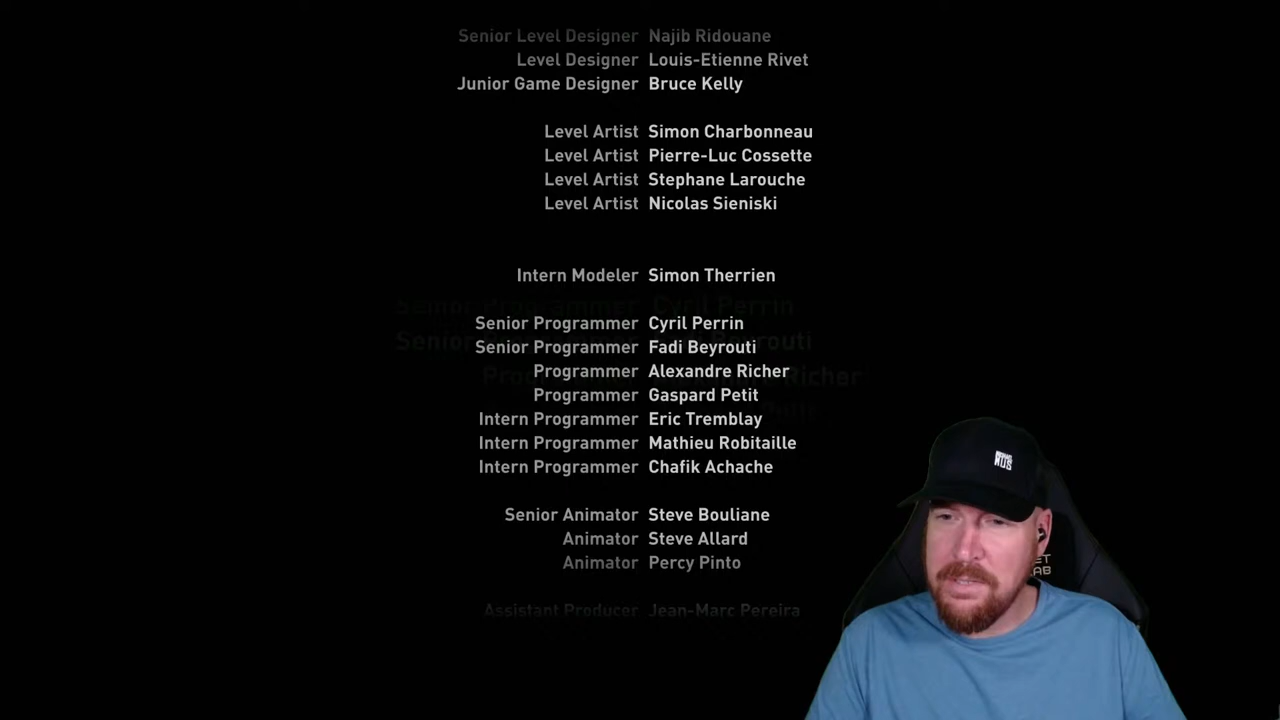 Senior Level Designer Najib Ridouane
Level Designer Louis-Etienne Rivet
Junior Game Designer Bruce Kelly
Level Artist Simon Charbonneau
Level Artist Pierre-Luc Cossette
Level Artist Stephane Larouche
Level Artist Nicolas Sieniski
Intern Modeler Simon Therrien
Senior Programmer Cyril Perrin
Senior Programmer Fadi Beyrouti
Programmer Alexandre Richer
Programmer Gaspard Petit
Intern Programmer Eric Tremblay
Intern Programmer Mathieu Robitaille
Intern Programmer Chafik Achache
Senior Animator Steve Bouliane
Animator Steve Allard
Animator Percy Pinto
Assistant Producer Jean-Marc Pereira